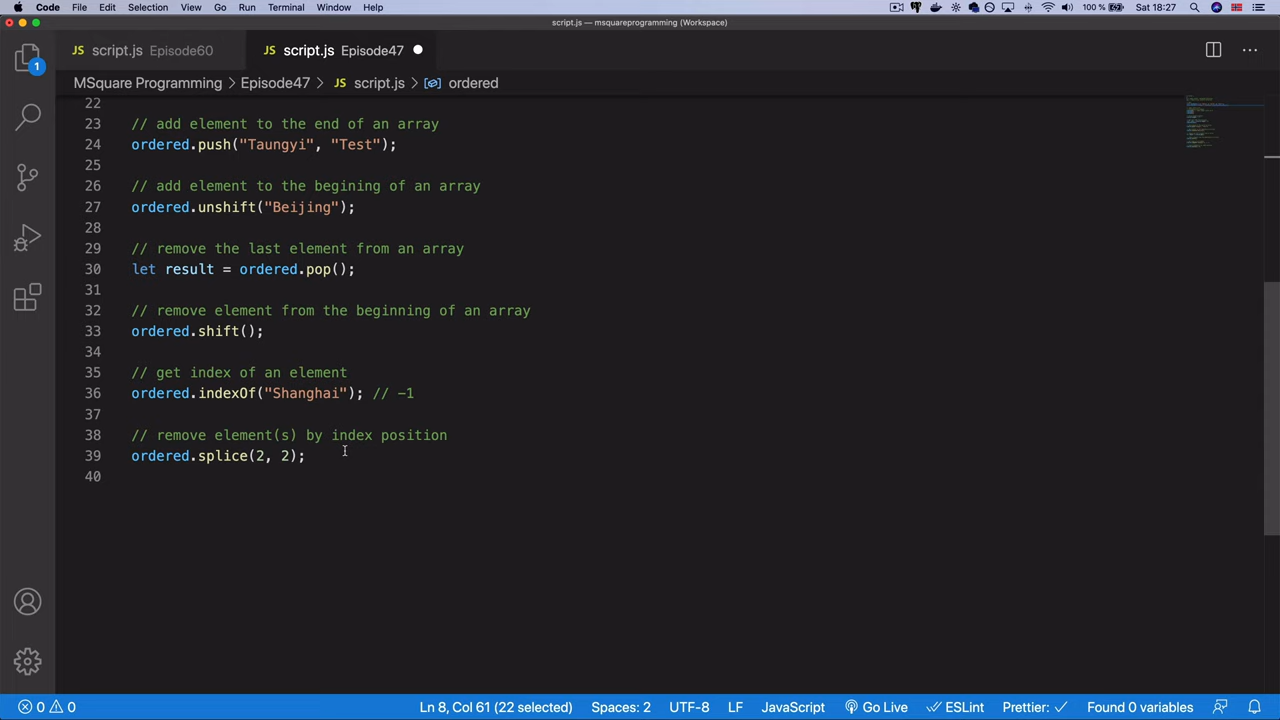 Code File Edit Selection View Go Run Terminal Window Help 100 % Sat 18:27
script.js — msquareprogramming (Workspace)
JS script.js Episode60 JS script.js Episode47
MSquare Programming > Episode47 > JS script.js > ordered
1
22
23 // add element to the end of an array
24 ordered.push("Taungyi", "Test");
25
26 // add element to the begining of an array
27 ordered.unshift("Beijing");
28
29 // remove the last element from an array
30 let result = ordered.pop();
31
32 // remove element from the beginning of an array
33 ordered.shift();
34
35 // get index of an element
36 ordered.indexOf("Shanghai"); // -1
37
38 // remove element(s) by index position
39 ordered.splice(2, 2);
40
0 0 Ln 8, Col 61 (22 selected) Spaces: 2 UTF-8 LF JavaScript Go Live ESLint Prettier: Found 0 variables